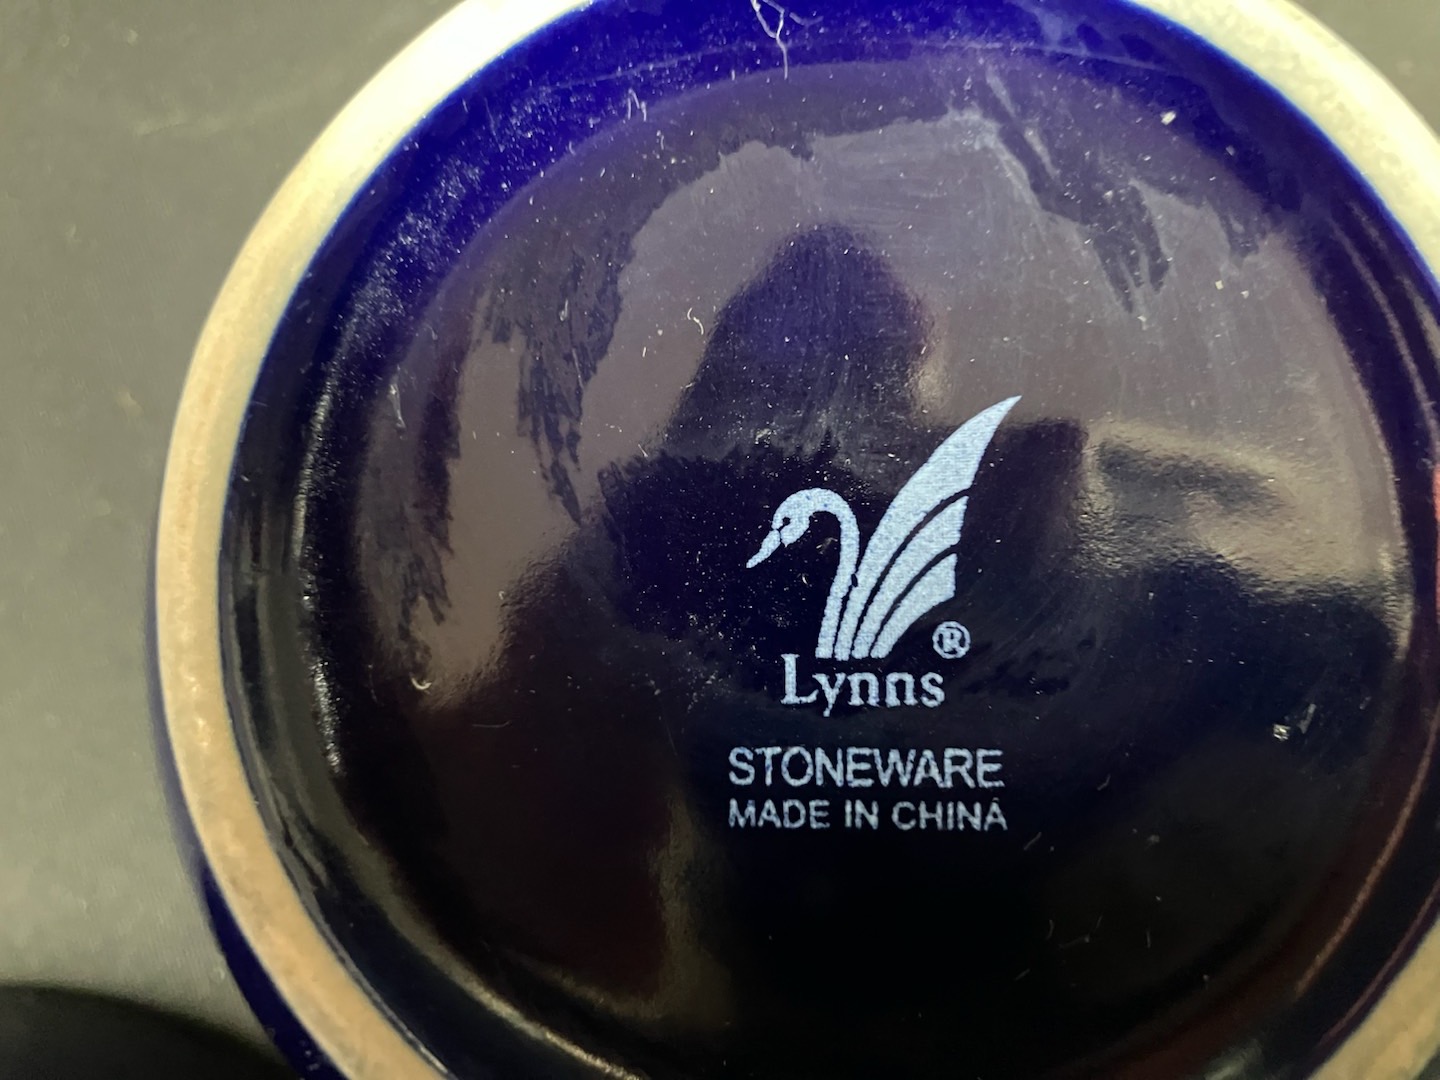 ®
Lynns
STONEWARE
MADE IN CHINA